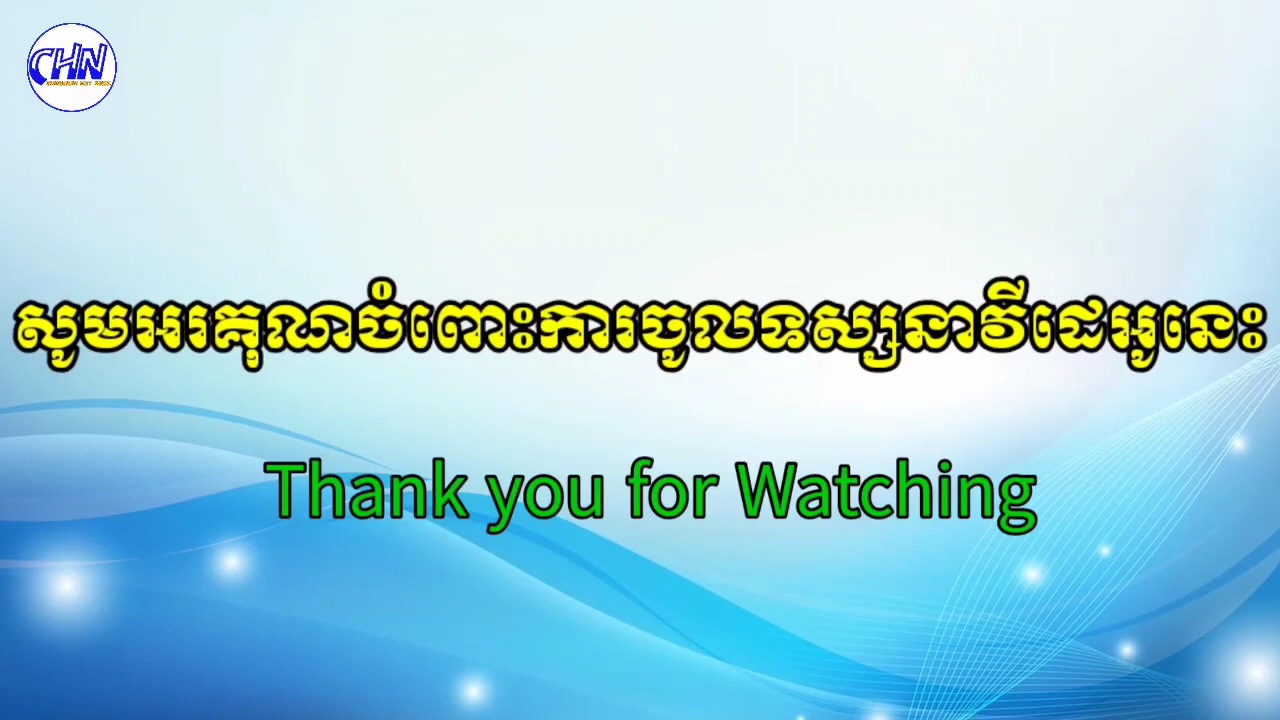 CHN
សូមអរគុណចំពោះការចូលទស្សនាវីដេអូនេះ
Thank you for Watching